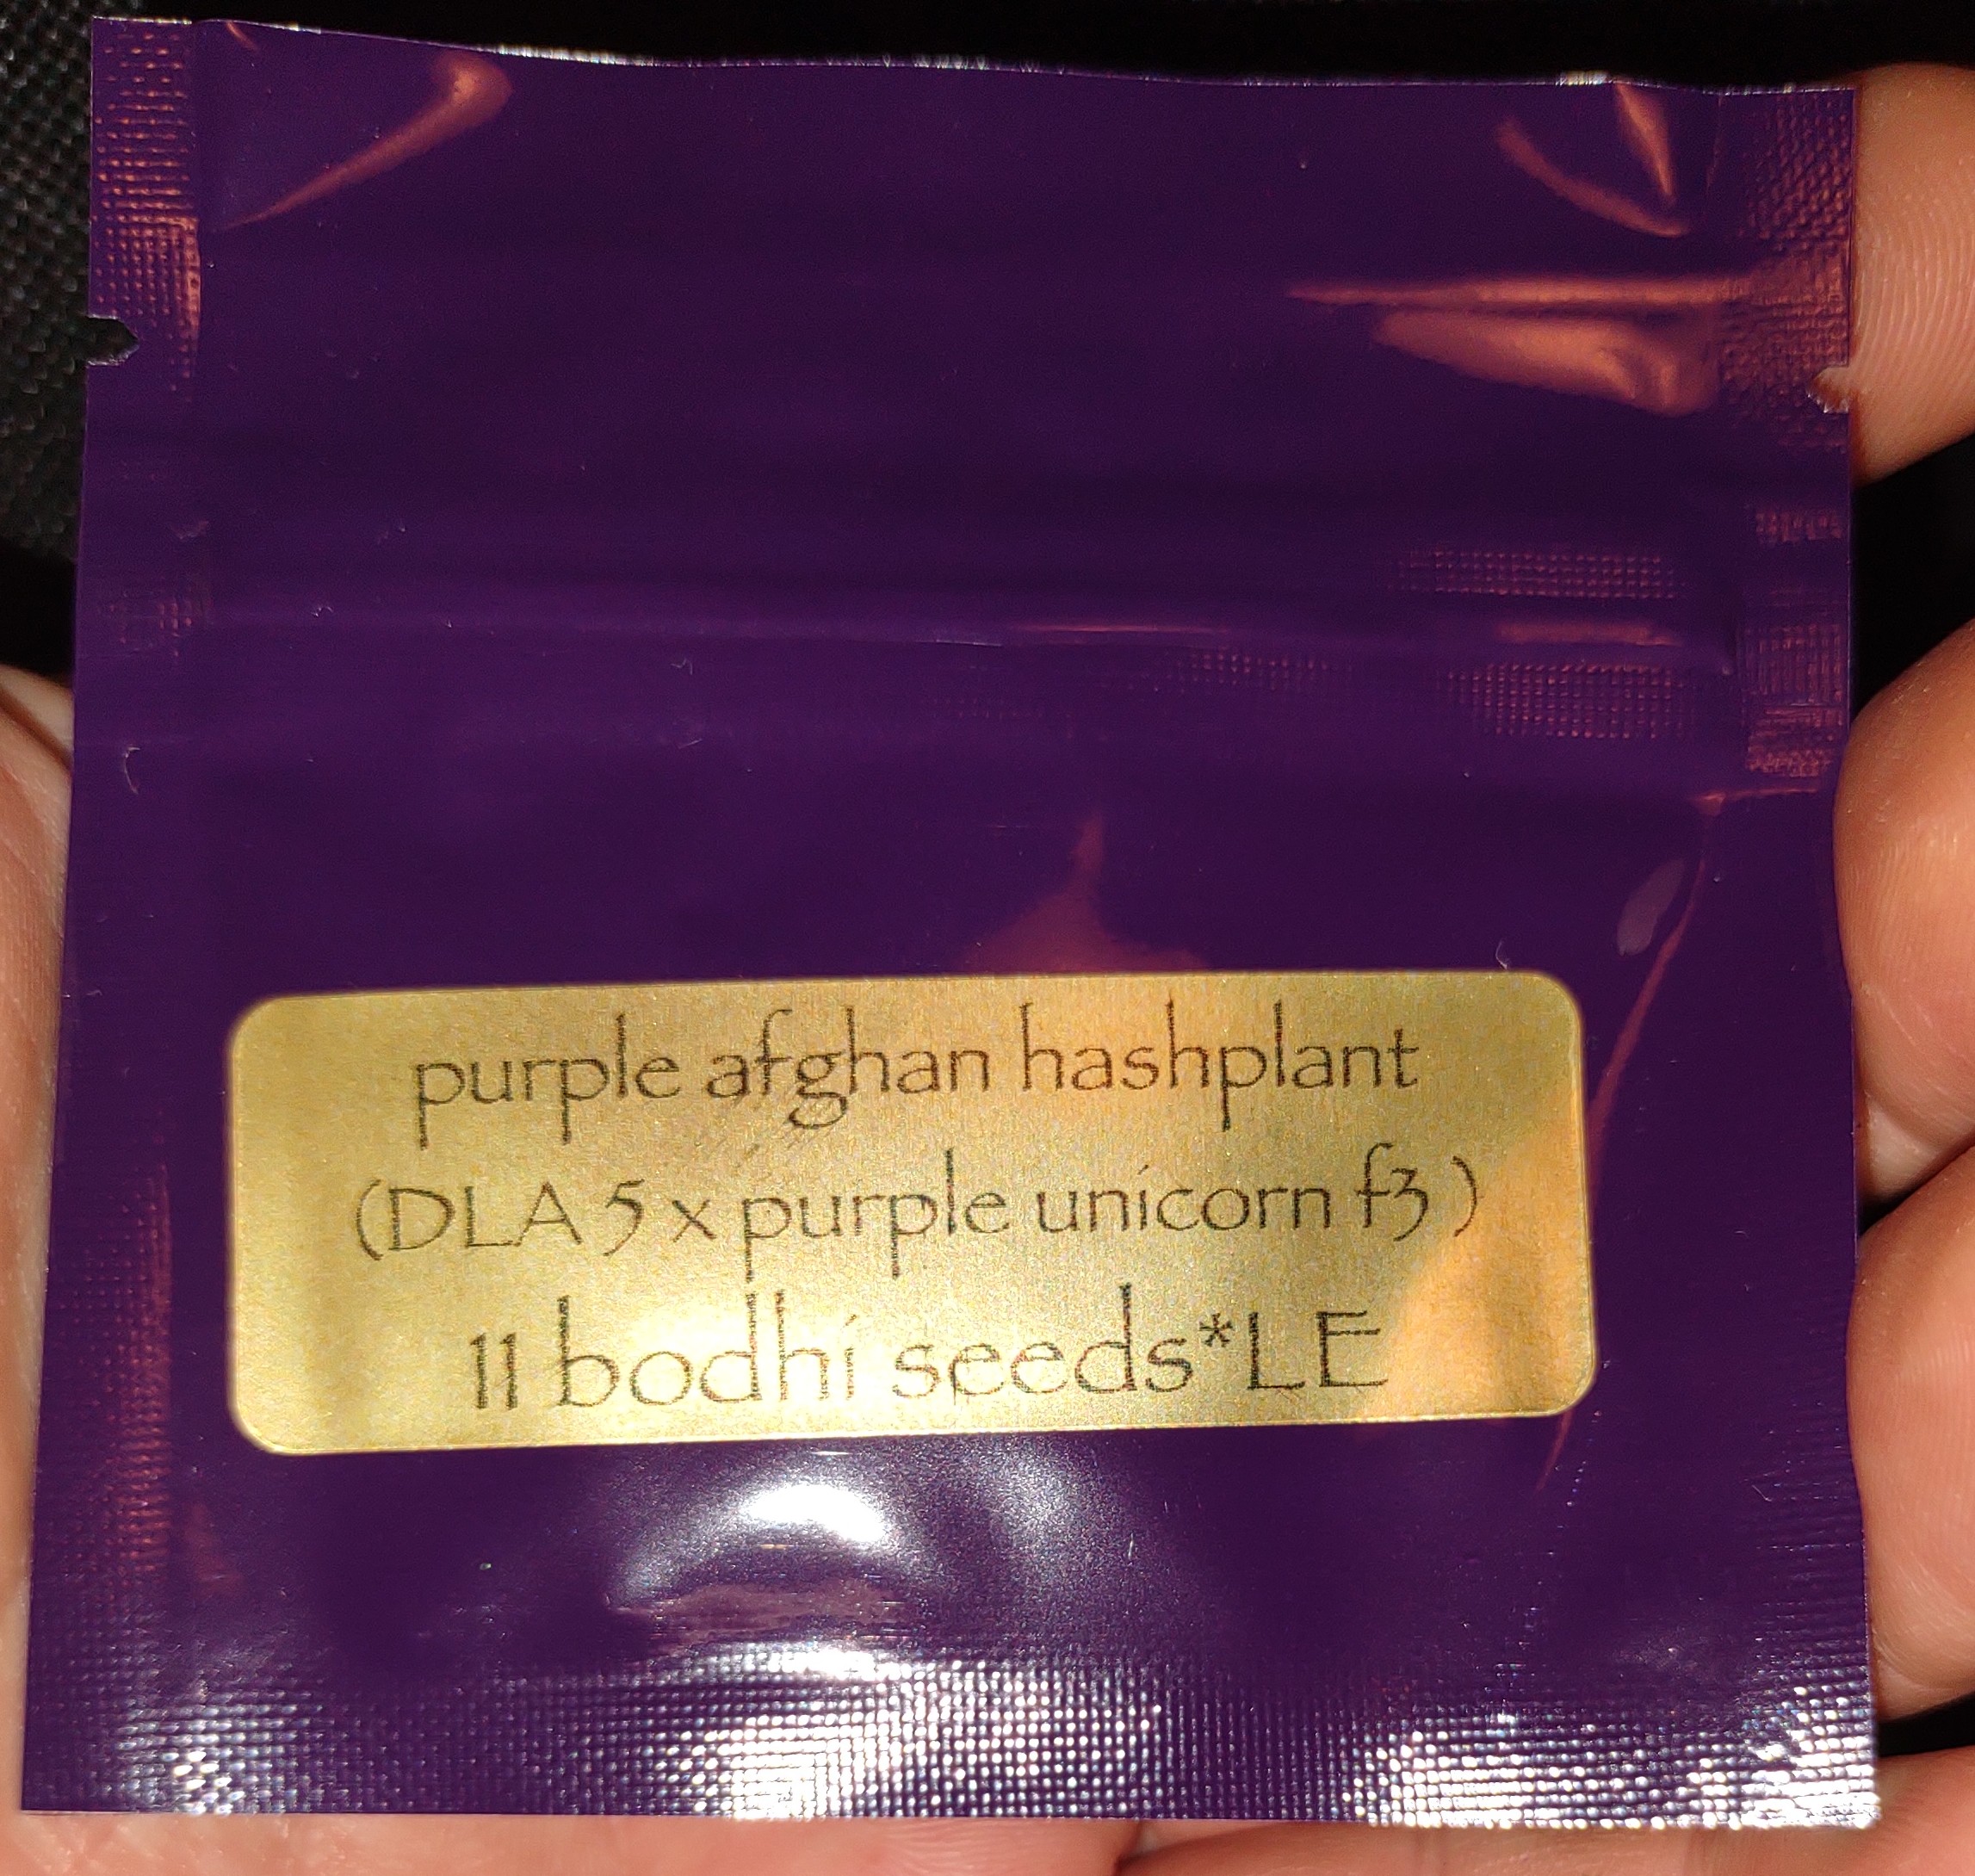 purple afghan hashplant
(DLA 5 x purple unicorn f3 )
11 bodhi seeds*LE